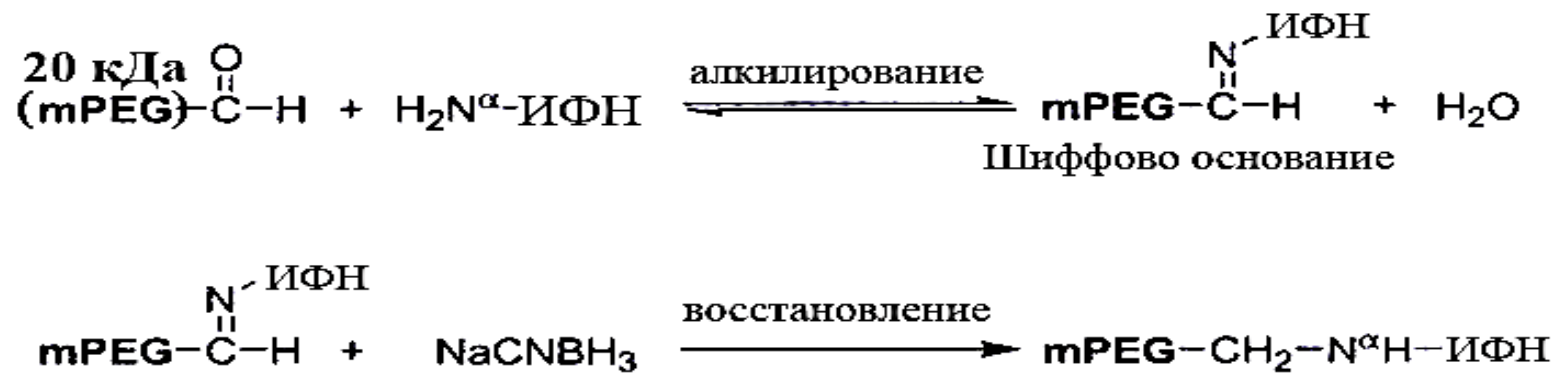 20 кДа O N ИФН
(mPEG)-C-H + H₂Nα-ИФН алкилирование mPEG-C-H + H₂O
Шиффово основание
N ИФН
mPEG-C-H + NaCNBH₃ восстановление mPEG-CH₂-NαH-ИФН